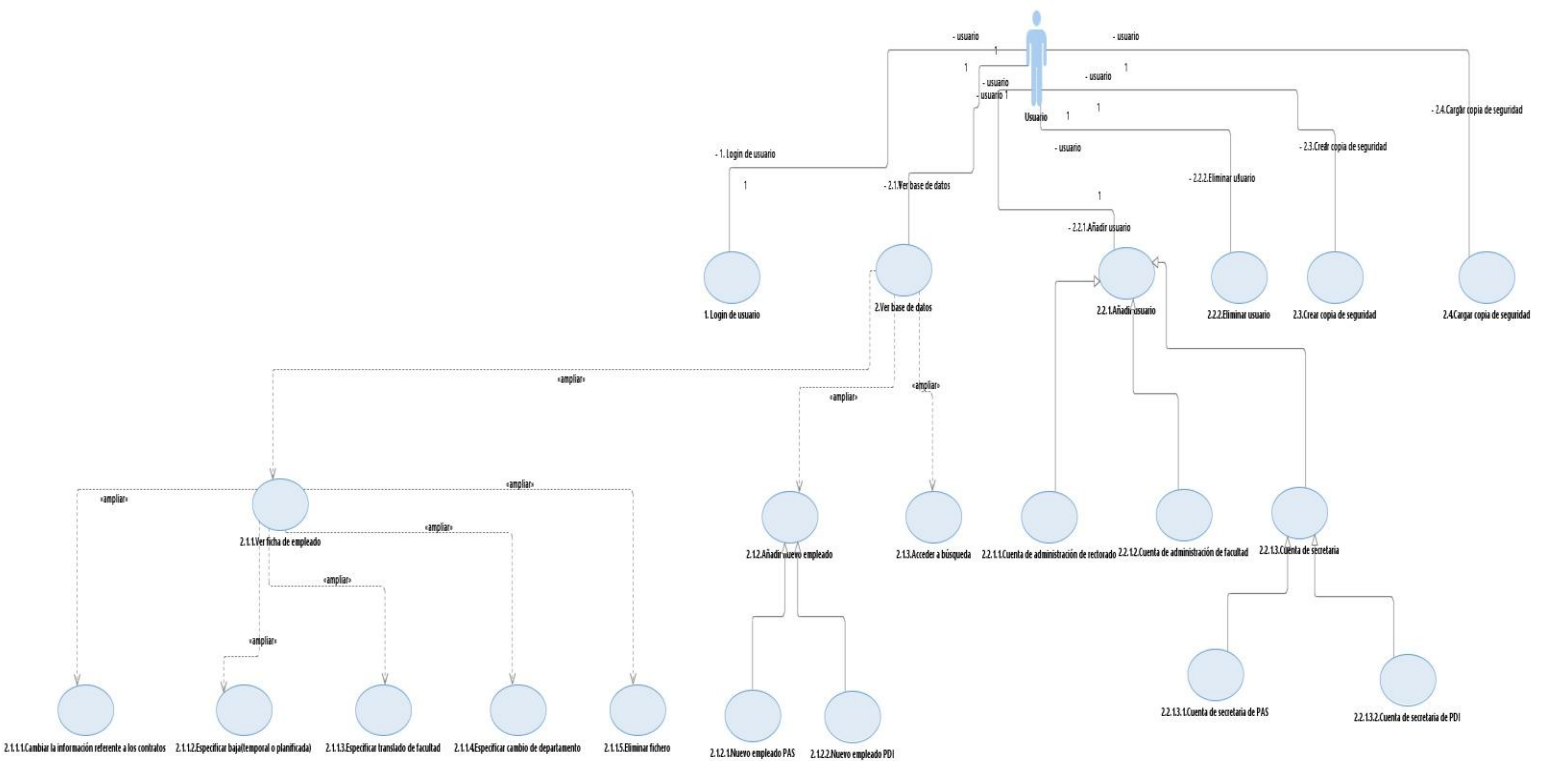 - usuario
- usuario
1
1
1
- usuario
- usuario
- usuario 1
1
1
Usuario
- usuario
- 2.4.Cargar copia de seguridad
- 2.3.Crear copia de seguridad
- 1. Login de usuario
1
- 2.1.Ver base de datos
- 2.2.2.Eliminar usuario
1
- 2.2.1.Añadir usuario
1. Login de usuario
2.Ver base de datos
2.2.1.Añadir usuario
2.2.2.Eliminar usuario
2.3.Crear copia de seguridad
2.4.Cargar copia de seguridad
«ampliar»
«ampliar»
«ampliar»
«ampliar»
«ampliar»
«ampliar»
«ampliar»
«ampliar»
2.1.1.Ver ficha de empleado
2.1.2.Añadir nuevo empleado
2.1.3.Acceder a búsqueda
2.2.1.1.Cuenta de administración de rectorado
2.2.1.2.Cuenta de administración de facultad
2.2.1.3.Cuenta de secretaria
2.1.1.1.Cambiar la información referente a los contratos
2.1.1.2.Especificar baja(temporal o planificada)
2.1.1.3.Especificar translado de facultad
2.1.1.4.Especificar cambio de departamento
2.1.1.5.Eliminar fichero
2.1.2.1.Nuevo empleado PAS
2.1.2.2.Nuevo empleado PDI
2.2.1.3.1.Cuenta de secretaria de PAS
2.2.1.3.2.Cuenta de secretaria de PDI